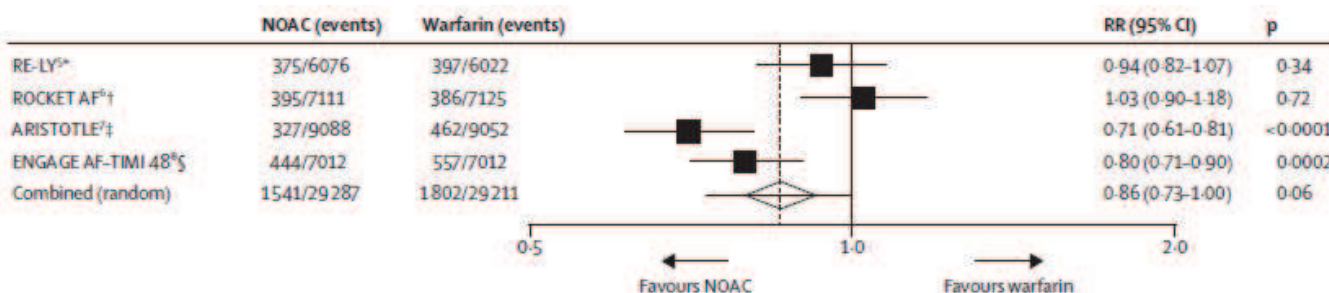 NOAC (events) Warfarin (events) RR (95% CI) p
RE-LY⁵* 375/6076 397/6022 0·94 (0·82–1·07) 0·34
ROCKET AF⁶† 395/7111 386/7125 1·03 (0·90–1·18) 0·72
ARISTOTLE⁷‡ 327/9088 462/9052 0·71 (0·61–0·81) <0·0001
ENGAGE AF–TIMI 48⁸§ 444/7012 557/7012 0·80 (0·71–0·90) 0·0002
Combined (random) 1541/29287 1802/29211 0·86 (0·73–1·00) 0·06
0·5 1·0 2·0
Favours NOAC Favours warfarin